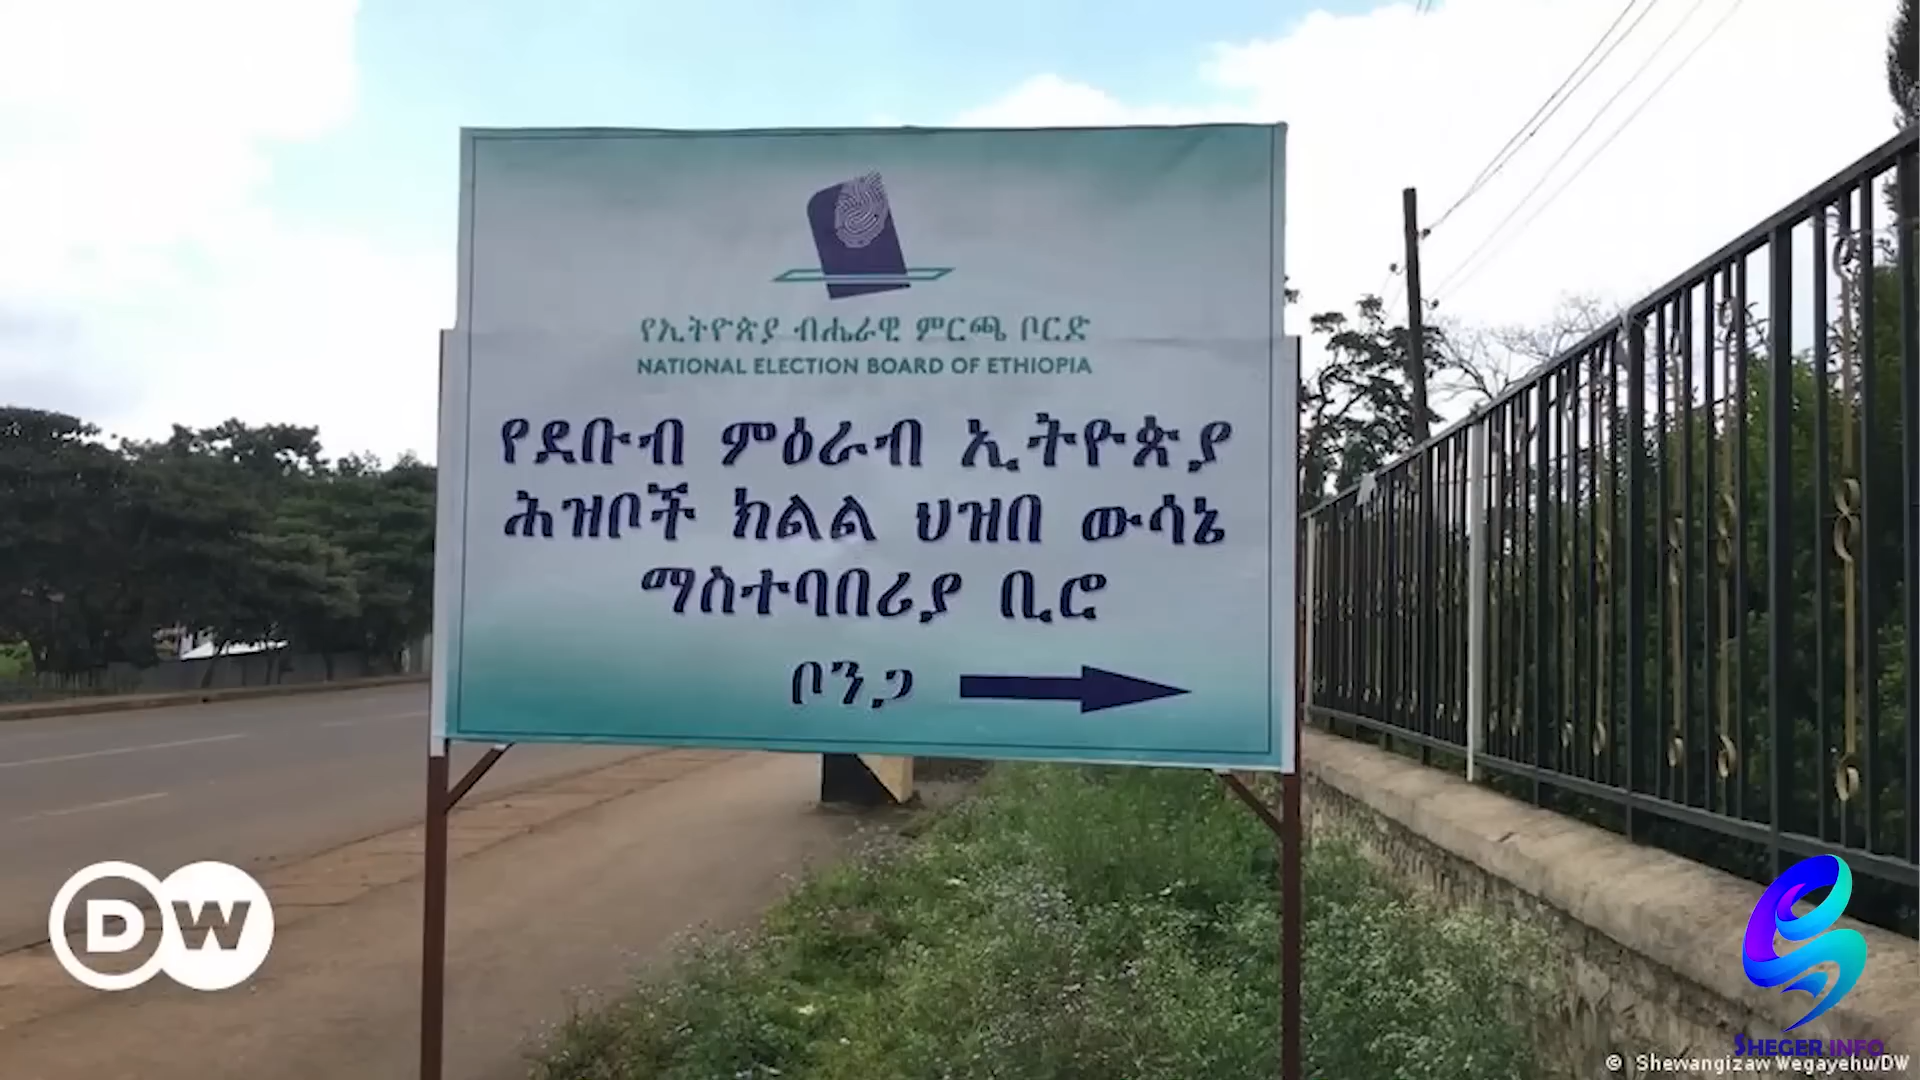 የኢትዮጵያ ብሔራዊ ምርጫ ቦርድ
NATIONAL ELECTION BOARD OF ETHIOPIA
የደቡብ ምዕራብ ኢትዮጵያ
ሕዝቦች ክልል ህዝበ ውሳኔ
ማስተባበሪያ ቢሮ
ቦንጋ
DW
SHEGER INFO
© Shewangizaw Wegayehu/DW